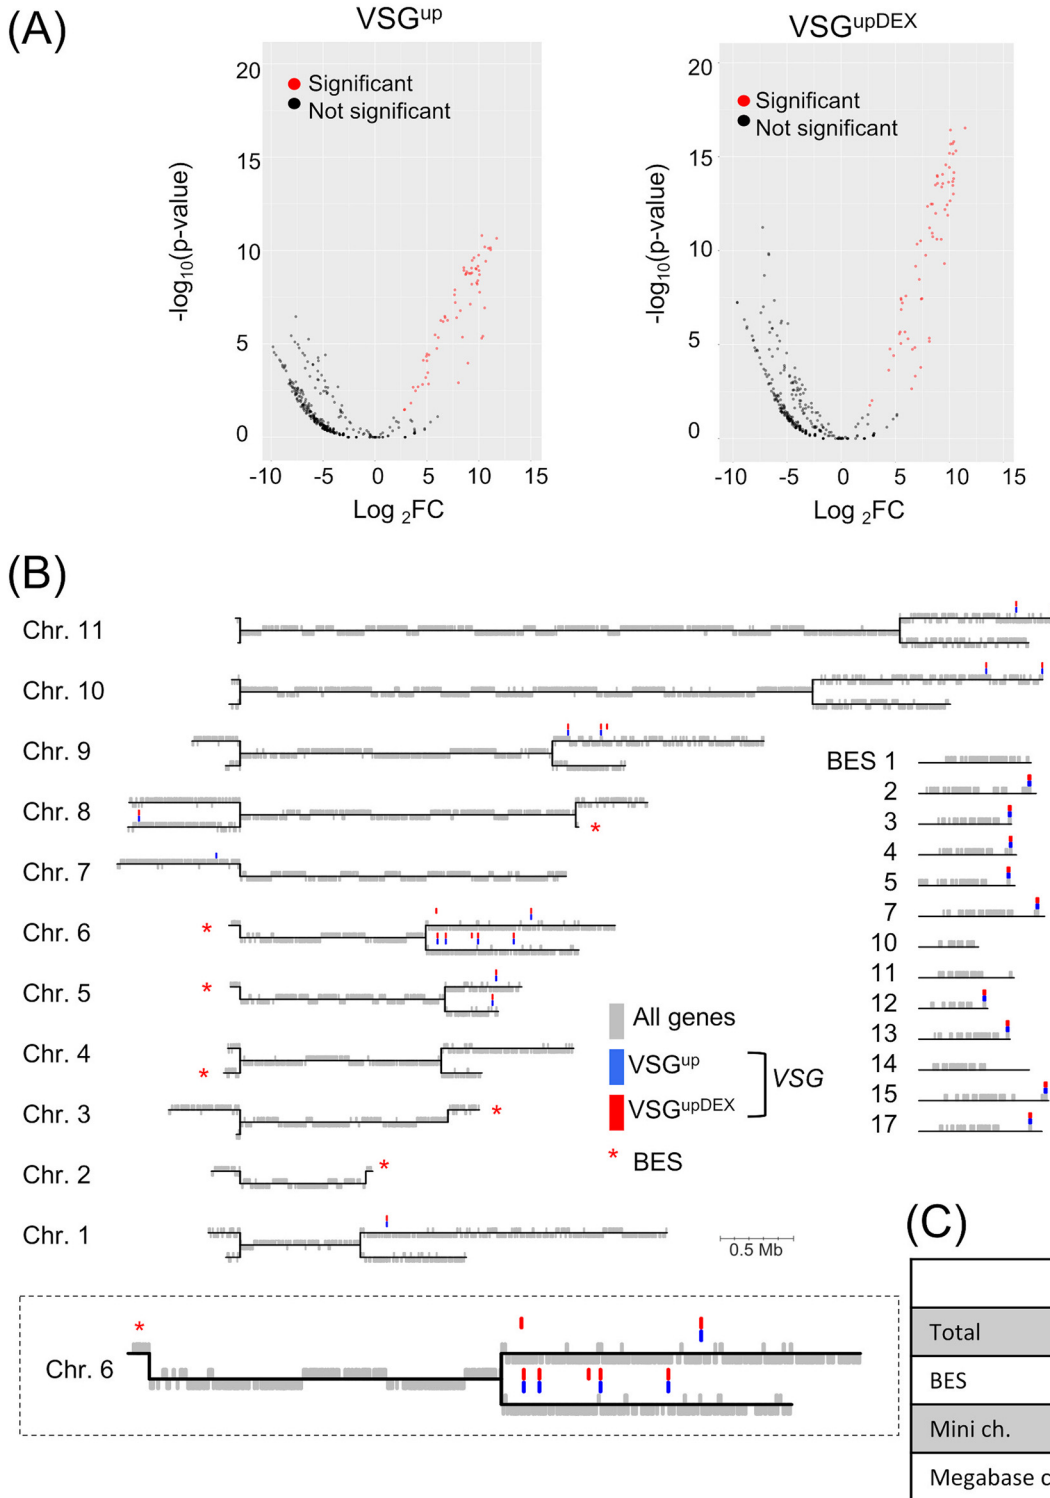 (A)
VSGup
VSGupDEX
Significant
Not significant
-log10(p-value)
20
15
10
5
0
-10 -5 0 5 10 15
Log 2FC
Significant
Not significant
-log10(p-value)
20
15
10
5
0
-10 -5 0 5 10 15
Log 2FC
(B)
Chr. 11
Chr. 10
Chr. 9
Chr. 8
*
Chr. 7
Chr. 6
*
Chr. 5
*
Chr. 4
*
Chr. 3
*
Chr. 2
*
Chr. 1
BES 1
2
3
4
5
7
10
11
12
13
14
15
17
All genes
VSGup
VSGupDEX
VSG
* BES
0.5 Mb
*
Chr. 6
(C)
Total
BES
Mini ch.
Megabase c